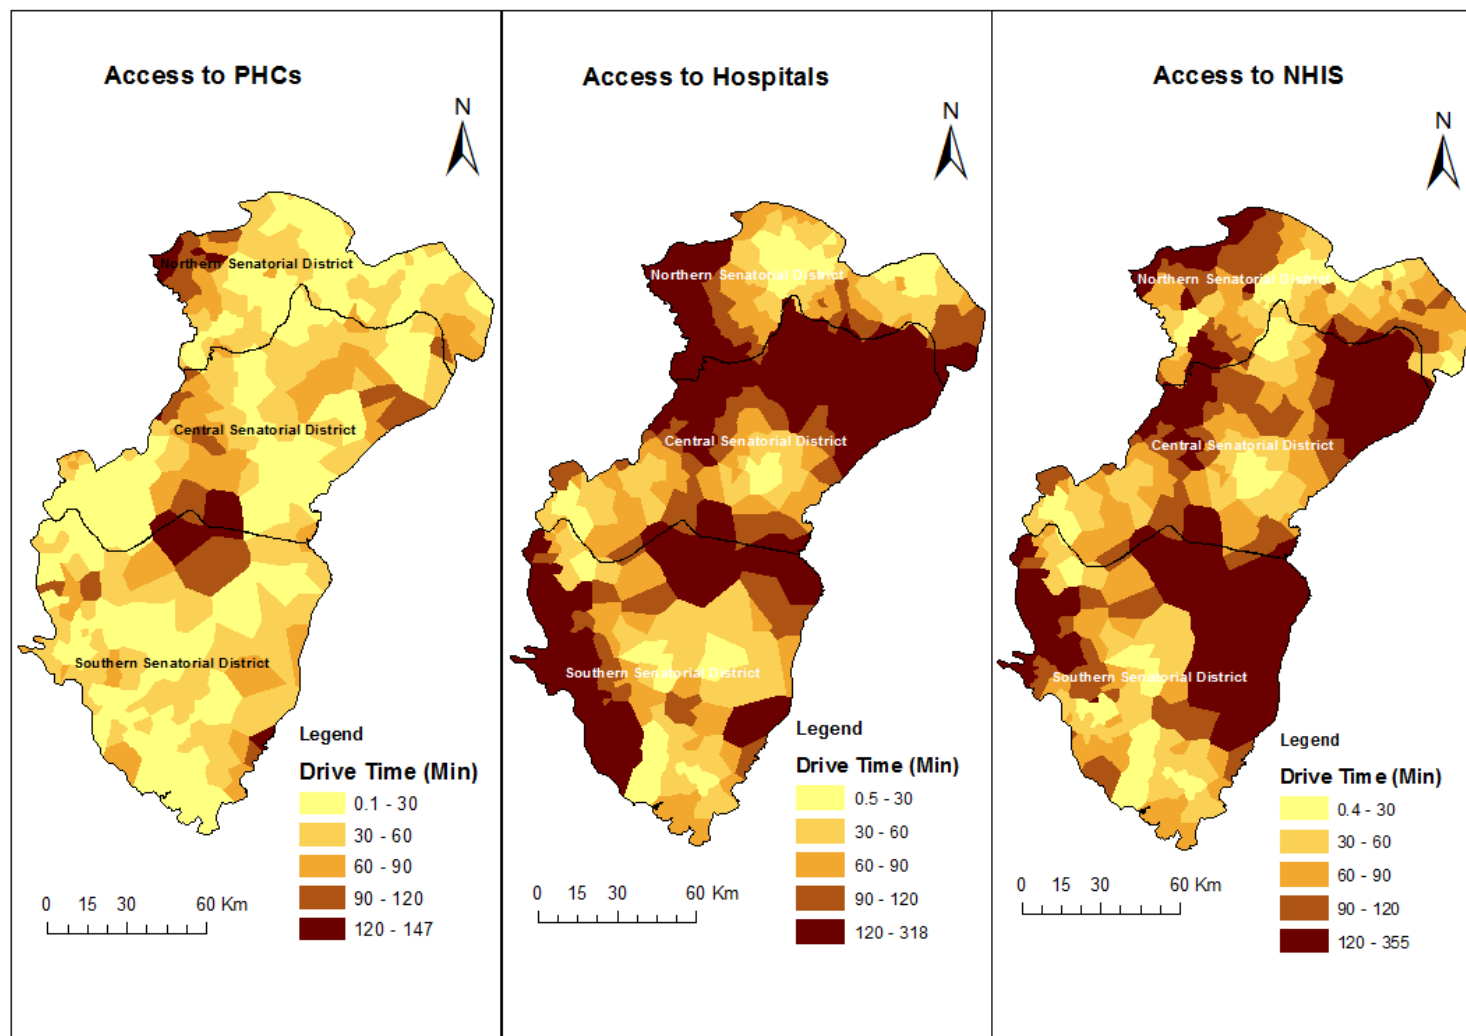 Access to PHCs
N
Northern Senatorial District
Central Senatorial District
Southern Senatorial District
Legend
Drive Time (Min)
0.1 - 30
30 - 60
60 - 90
90 - 120
120 - 147
0 15 30 60 Km
Access to Hospitals
N
Northern Senatorial District
Central Senatorial District
Southern Senatorial District
Legend
Drive Time (Min)
0.5 - 30
30 - 60
60 - 90
90 - 120
120 - 318
0 15 30 60 Km
Access to NHIS
N
Northern Senatorial District
Central Senatorial District
Southern Senatorial District
Legend
Drive Time (Min)
0.4 - 30
30 - 60
60 - 90
90 - 120
120 - 355
0 15 30 60 Km